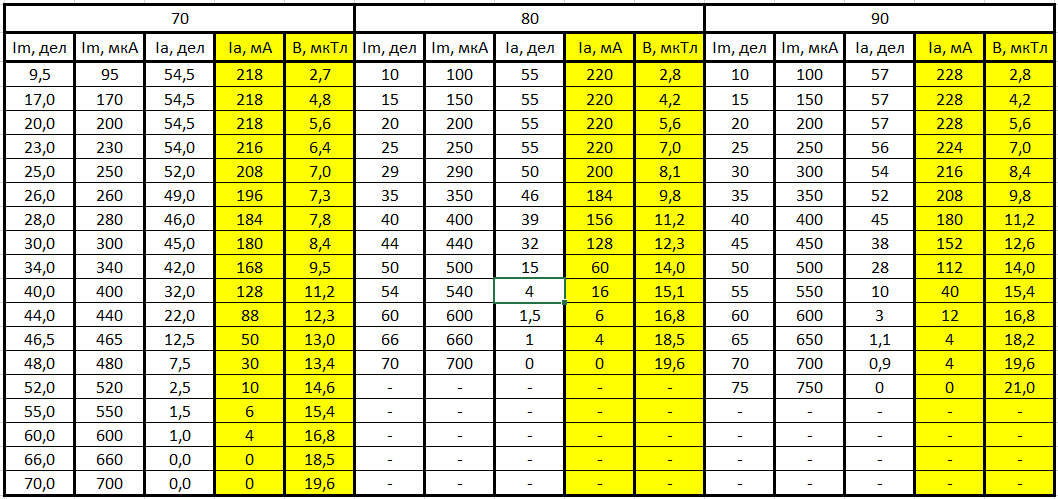 70 80 90
Im, дел Im, мкА Ia, дел Ia, мА В, мкТл Im, дел Im, мкА Ia, дел Ia, мА В, мкТл Im, дел Im, мкА Ia, дел Ia, мА В, мкТл
9,5 95 54,5 218 2,7 10 100 55 220 2,8 10 100 57 228 2,8
17,0 170 54,5 218 4,8 15 150 55 220 4,2 15 150 57 228 4,2
20,0 200 54,5 218 5,6 20 200 55 220 5,6 20 200 57 228 5,6
23,0 230 54,0 216 6,4 25 250 55 220 7,0 25 250 56 224 7,0
25,0 250 52,0 208 7,0 29 290 50 200 8,1 30 300 54 216 8,4
26,0 260 49,0 196 7,3 35 350 46 184 9,8 35 350 52 208 9,8
28,0 280 46,0 184 7,8 40 400 39 156 11,2 40 400 45 180 11,2
30,0 300 45,0 180 8,4 44 440 32 128 12,3 45 450 38 152 12,6
34,0 340 42,0 168 9,5 50 500 15 60 14,0 50 500 28 112 14,0
40,0 400 32,0 128 11,2 54 540 4 16 15,1 55 550 10 40 15,4
44,0 440 22,0 88 12,3 60 600 1,5 6 16,8 60 600 3 12 16,8
46,5 465 12,5 50 13,0 66 660 1 4 18,5 65 650 1,1 4 18,2
48,0 480 7,5 30 13,4 70 700 0 0 19,6 70 700 0,9 4 19,6
52,0 520 2,5 10 14,6 - - - - - 75 750 0 0 21,0
55,0 550 1,5 6 15,4 - - - - - - - - - -
60,0 600 1,0 4 16,8 - - - - - - - - - -
66,0 660 0,0 0 18,5 - - - - - - - - - -
70,0 700 0,0 0 19,6 - - - - - - - - - -